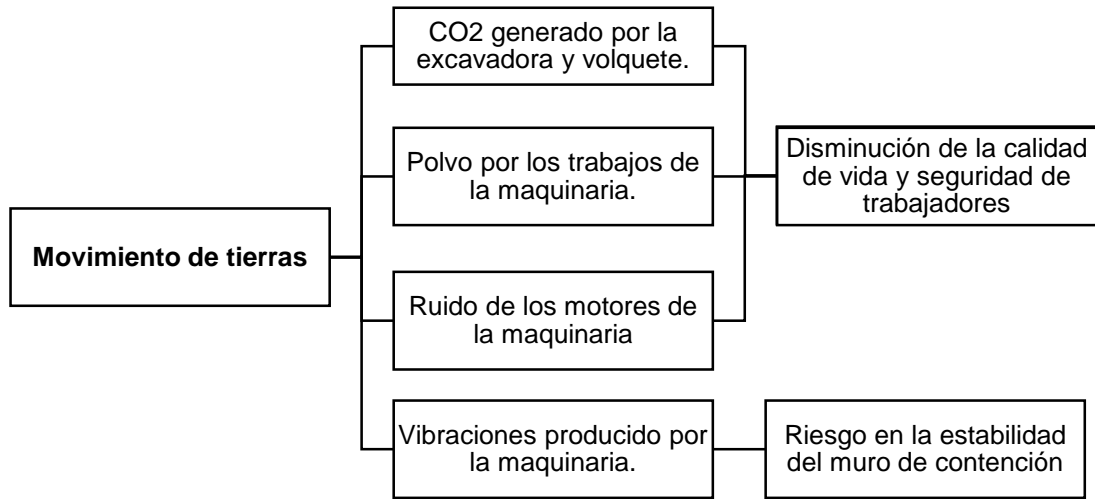 CO2 generado por la
excavadora y volquete.
Polvo por los trabajos de
la maquinaria.
Disminución de la calidad
de vida y seguridad de
trabajadores
Movimiento de tierras
Ruido de los motores de
la maquinaria
Vibraciones producido por
la maquinaria.
Riesgo en la estabilidad
del muro de contención